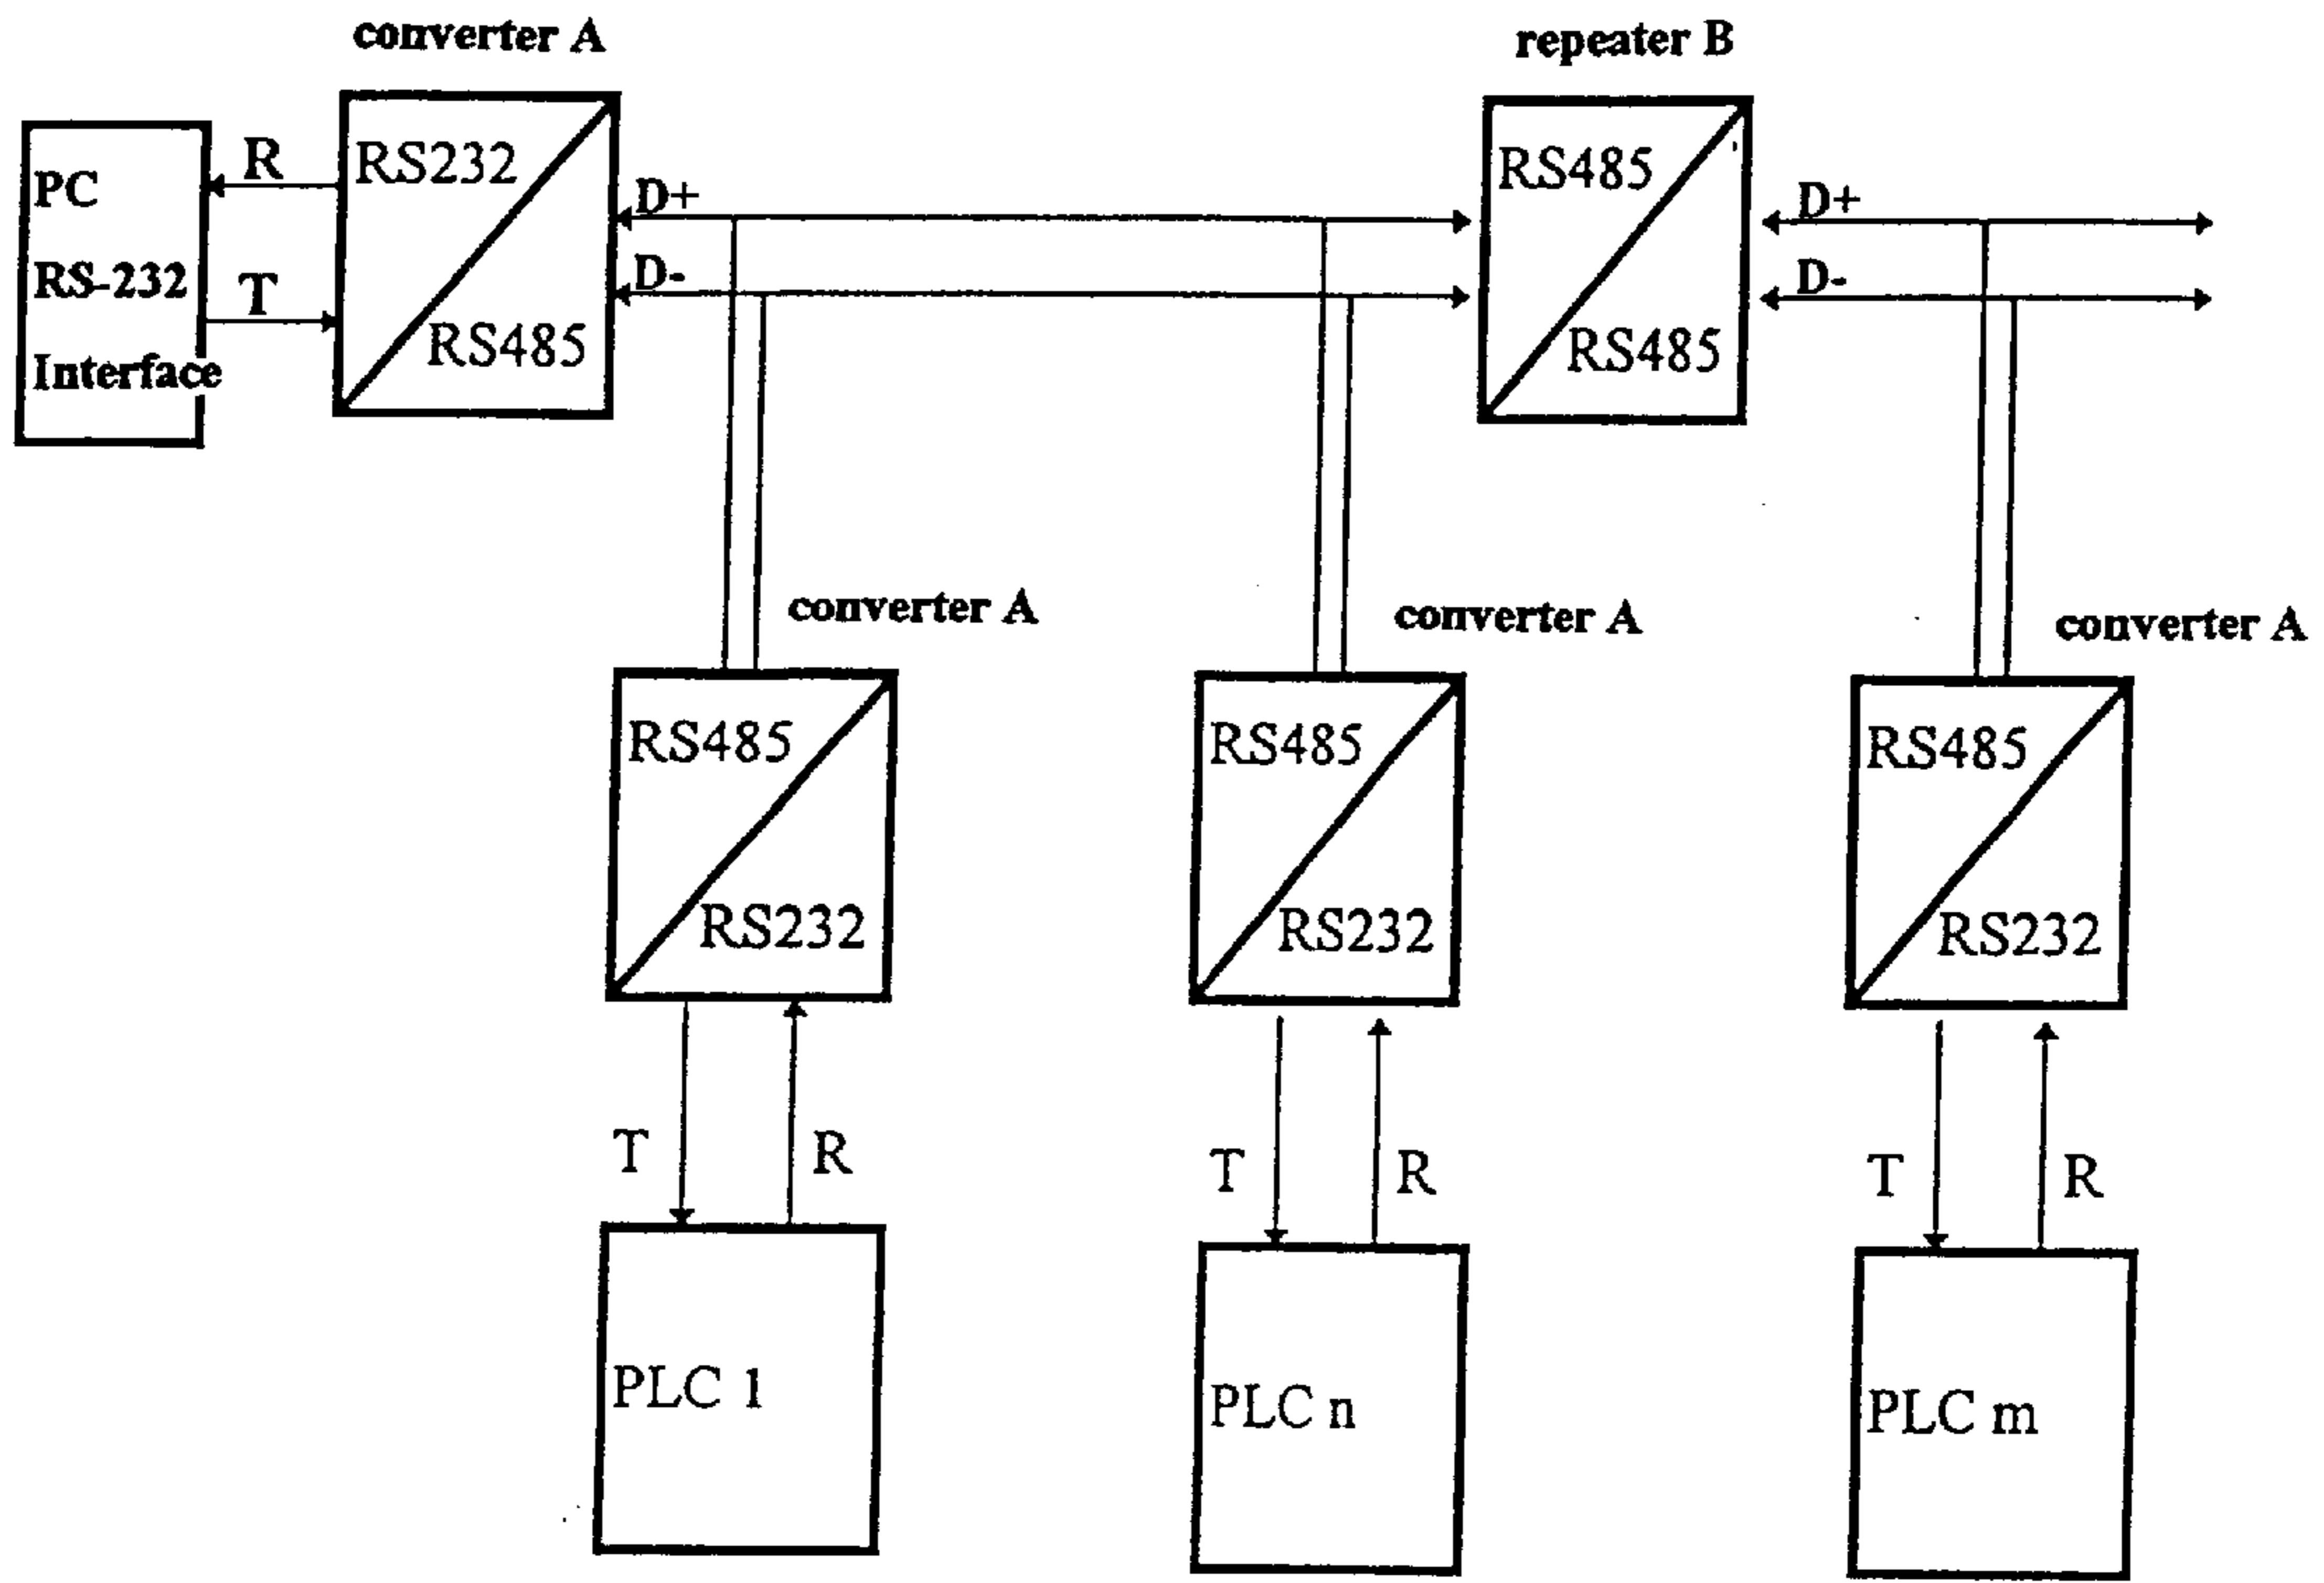 converter A
repeater B
PC
RS-232
Interface
R
T
RS232
RS485
D+
D-
RS485
RS485
D+
D-
converter A
converter A
converter A
RS485
RS232
RS485
RS232
RS485
RS232
T
R
T
R
T
R
PLC 1
PLC n
PLC m